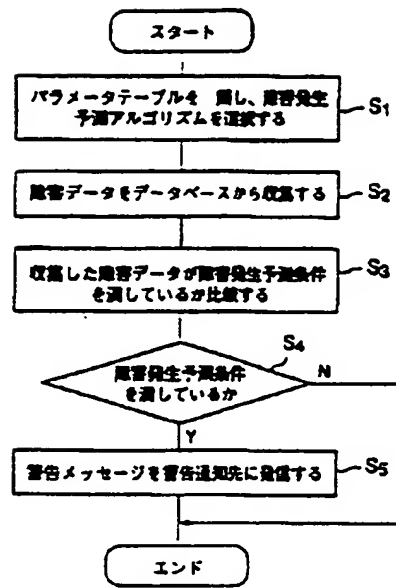 スタート
パラメータテーブルを 照し、障害発生
予測アルゴリズムを選択する
S1
障害データをデータベースから収集する
S2
収集した障害データが障害発生予測条件
を満しているか比較する
S3
S4
障害発生予測条件
を満しているか
N
Y
警告メッセージを警告通知先に発信する
S5
エンド